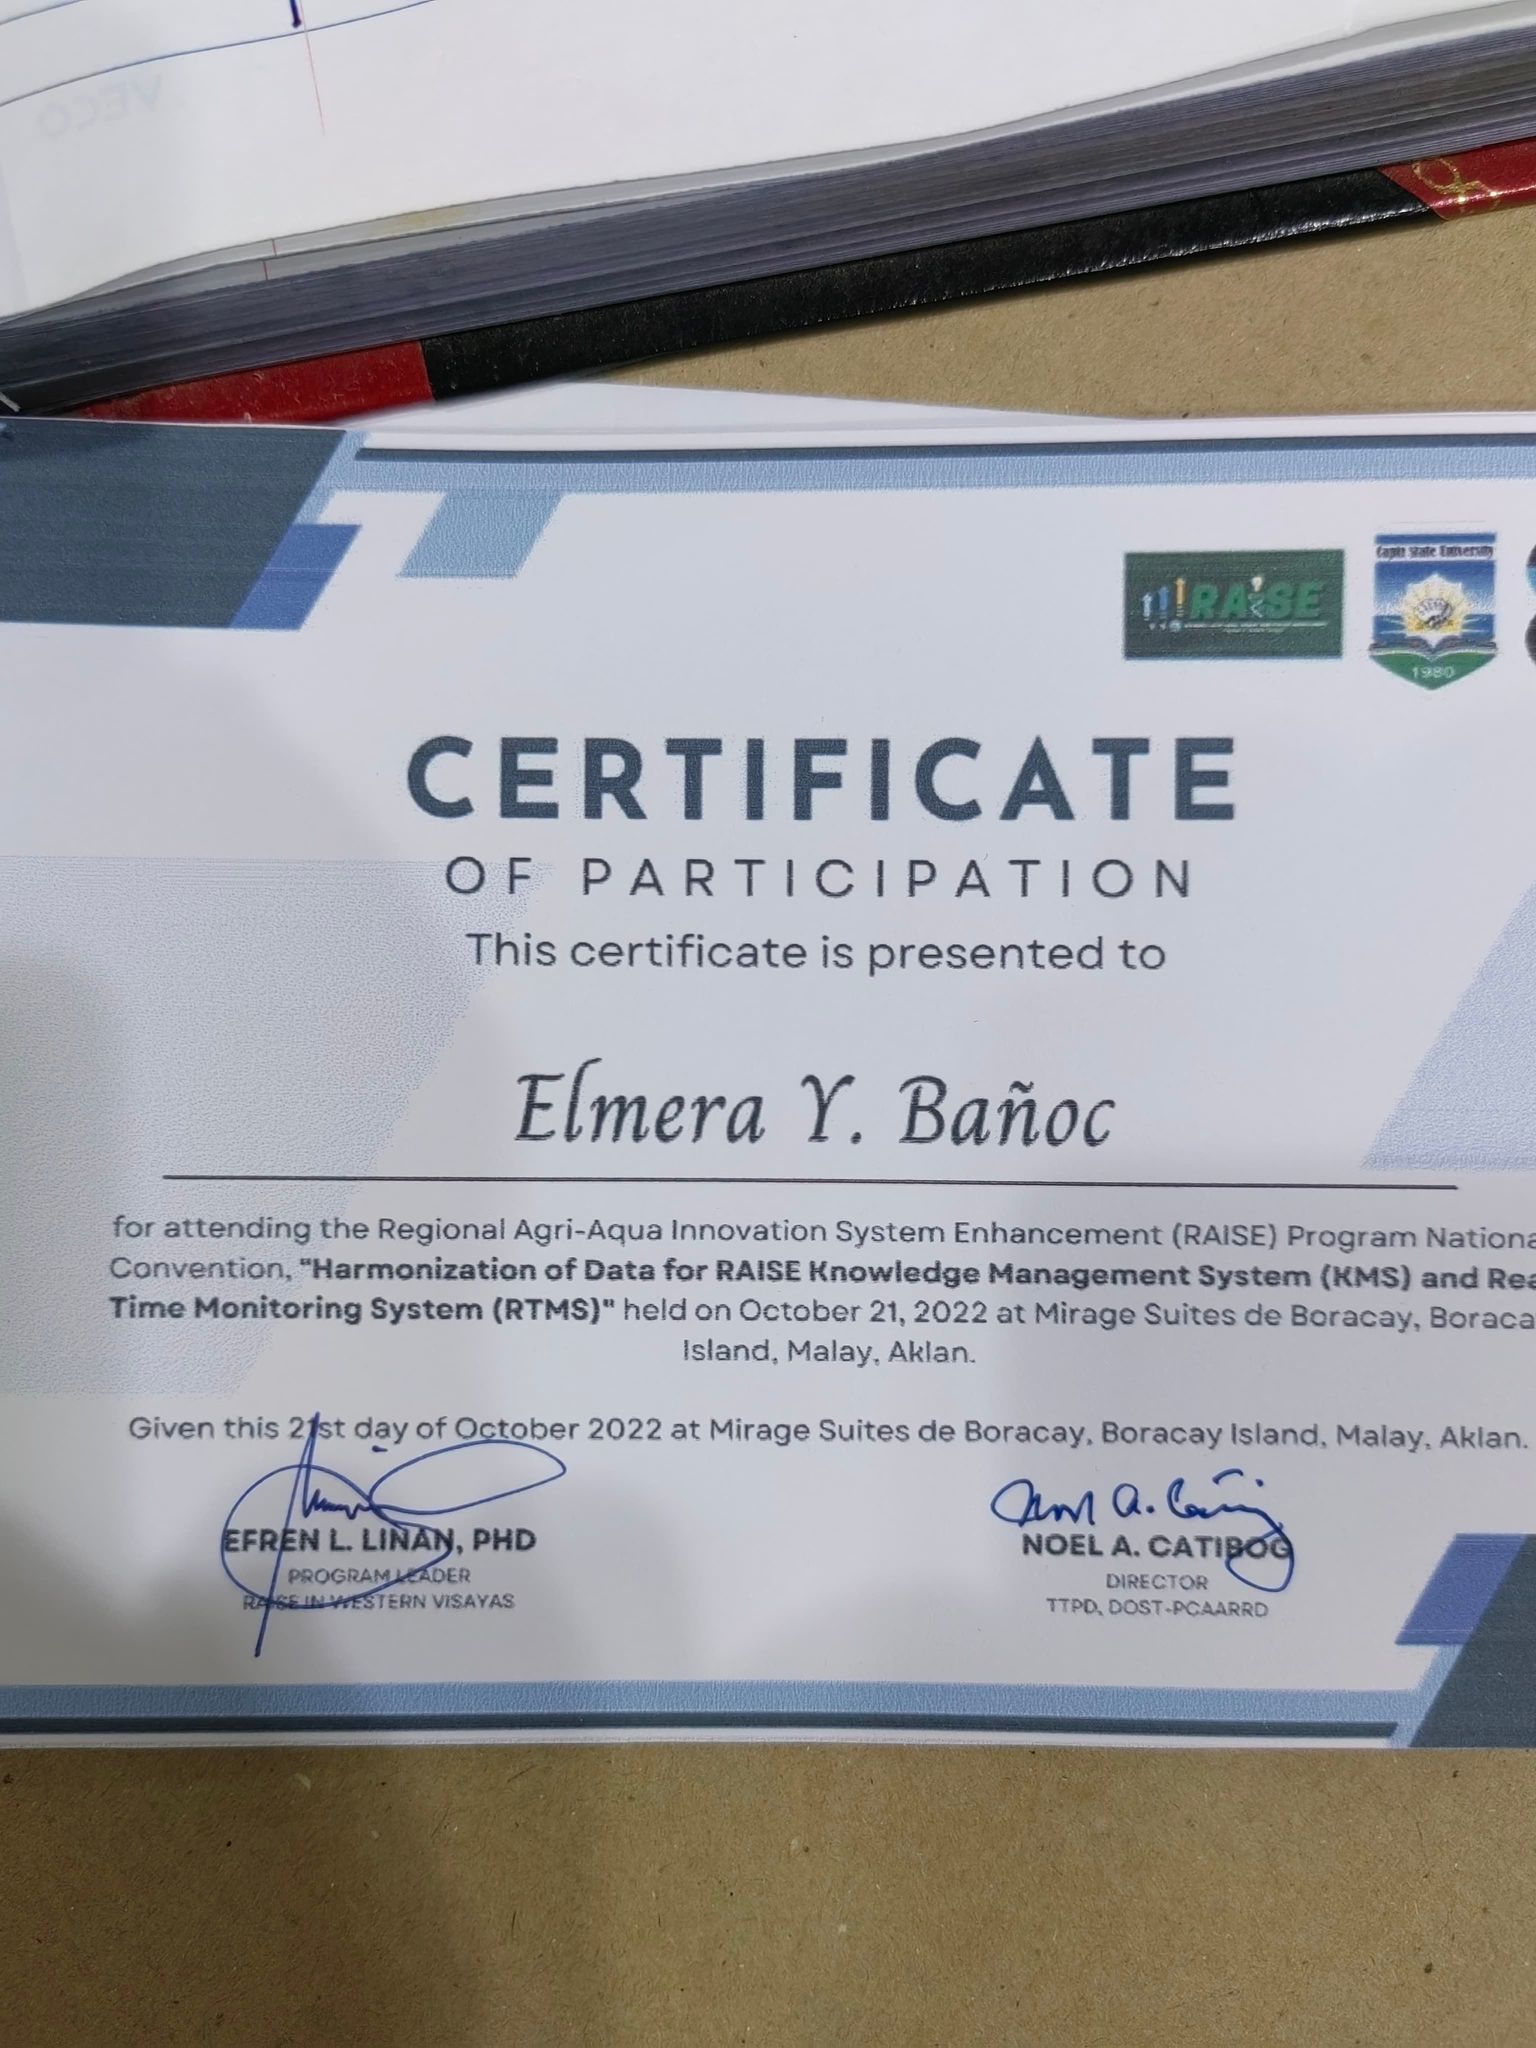 VECO
RAISE
Capiz State University
1980
CERTIFICATE
OF PARTICIPATION
This certificate is presented to
Elmera Y. Bañoc
for attending the Regional Agri-Aqua Innovation System Enhancement (RAISE) Program Nationa
Convention, "Harmonization of Data for RAISE Knowledge Management System (KMS) and Rea
Time Monitoring System (RTMS)" held on October 21, 2022 at Mirage Suites de Boracay, Boraca
Island, Malay, Aklan.
Given this 21st day of October 2022 at Mirage Suites de Boracay, Boracay Island, Malay, Aklan.
EFREN L. LINAN, PHD
PROGRAM LEADER
RAISE IN WESTERN VISAYAS
NOEL A. CATIBOG
DIRECTOR
TTPD, DOST-PCAARRD